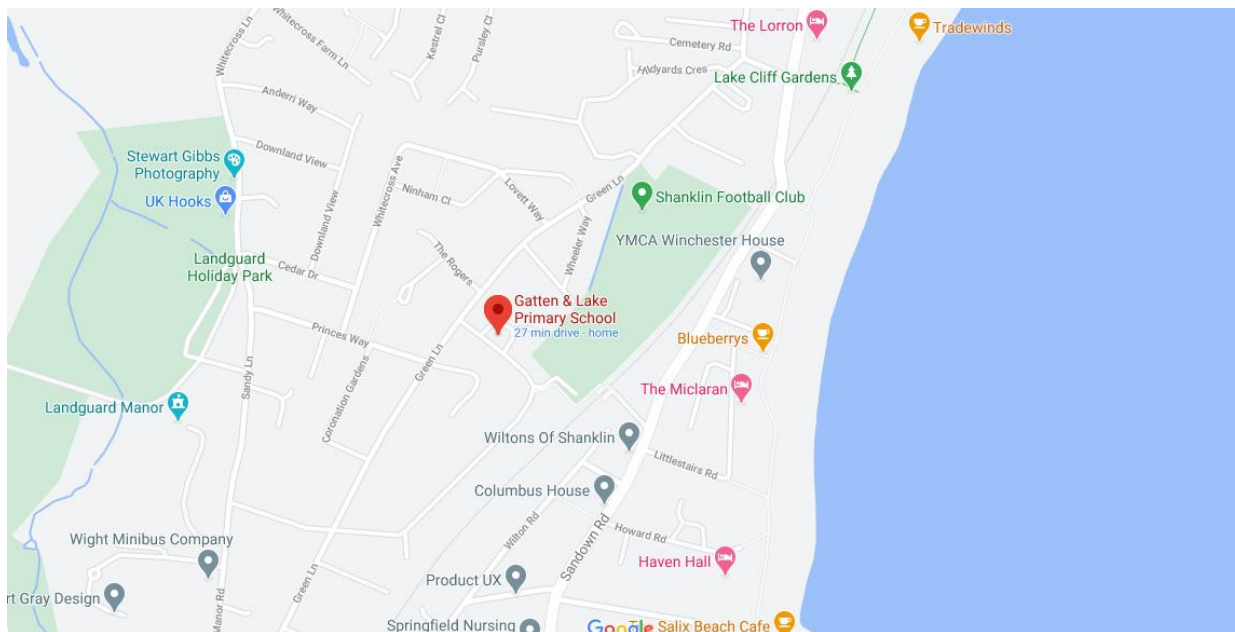 Whitecross Ln
Whitecross Farm Ln
Kestrel Cl
Pursley Cl
The Lorron
Tradewinds
Cemetery Rd
Lake Cliff Gardens
Anderri Way
Downland View
Stewart Gibbs
Photography
UK Hooks
Whitecross Ave
Ninham Cl
Lovett Way
Green Ln
Shanklin Football Club
YMCA Winchester House
Downland View
Wheeler Way
The Rogers
Landguard
Holiday Park
Cedar Dr
Gatten & Lake
Primary School
27 min drive - home
Princes Way
Blueberrys
Green Ln
Sandy Ln
Coronation Gardens
The Miclaran
Landguard Manor
Wiltons Of Shanklin
Littlestairs Rd
Columbus House
Wilton Rd
Howard Rd
Sandown Rd
Wight Minibus Company
Haven Hall
Green Ln
Product UX
rt Gray Design
Manor Rd
Springfield Nursing
Google
Salix Beach Cafe